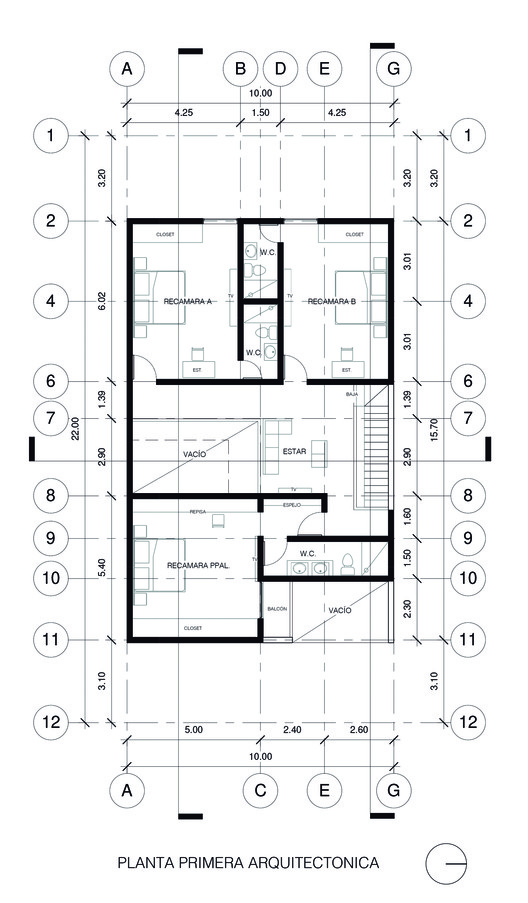 A B D E G
10.00
4.25 1.50 4.25
1 1
3.20 3.20 3.20
2 2
CLOSET CLOSET
W.C.
3.01
4 RECAMARA A TV TV RECAMARA B 4
6.02
3.01
W.C.
EST. EST.
6 6
1.39 BAJA 1.39
7 7
22.00 15.70
2.90 VACÍO ESTAR 2.90
TV
8 8
REPISA ESPEJO 1.60
9 9
W.C.
5.40 RECAMARA PPAL. TV 1.50
10 10
BALCON VACÍO 2.30
CLOSET
11 11
3.10 3.10
12 12
5.00 2.40 2.60
10.00
A C E G
PLANTA PRIMERA ARQUITECTONICA